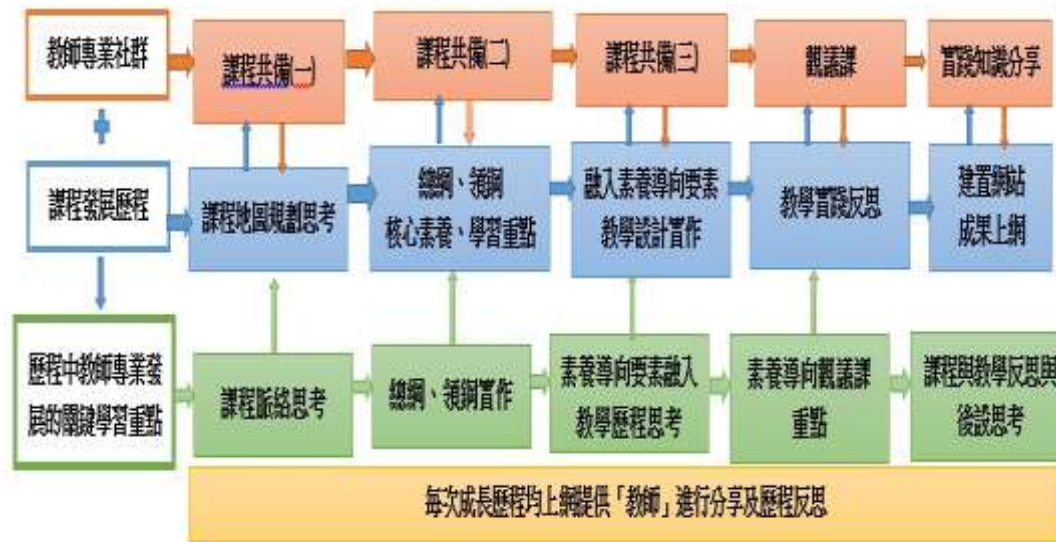 教師專業社群
課程共備(一)
課程共備(二)
課程共備(三)
觀議課
實踐知識分享
課程發展歷程
課程地圖規劃思考
總綱、領綱
核心素養、學習重點
融入素養導向要素
教學設計實作
教學實踐反思
建置網站
成果上網
歷程中教師專業發
展的關鍵學習重點
課程脈絡思考
總綱、領綱實作
素養導向要素融入
教學歷程思考
素養導向觀議課
重點
課程與教學反思與
後設思考
每次成長歷程均上網提供「教師」進行分享及歷程反思